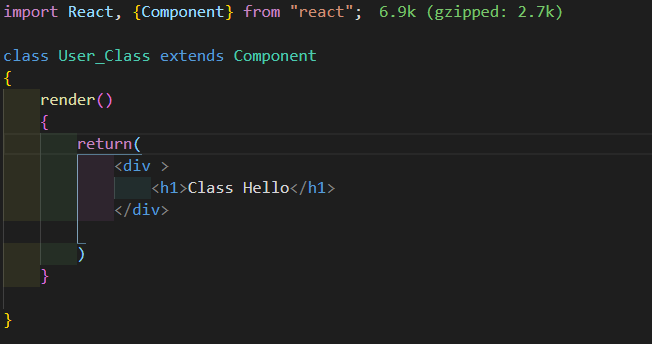 import React, {Component} from "react";  6.9k (gzipped: 2.7k)
class User_Class extends Component
{
render()
{
return(
<div >
<h1>Class Hello</h1>
</div>
)
}
}